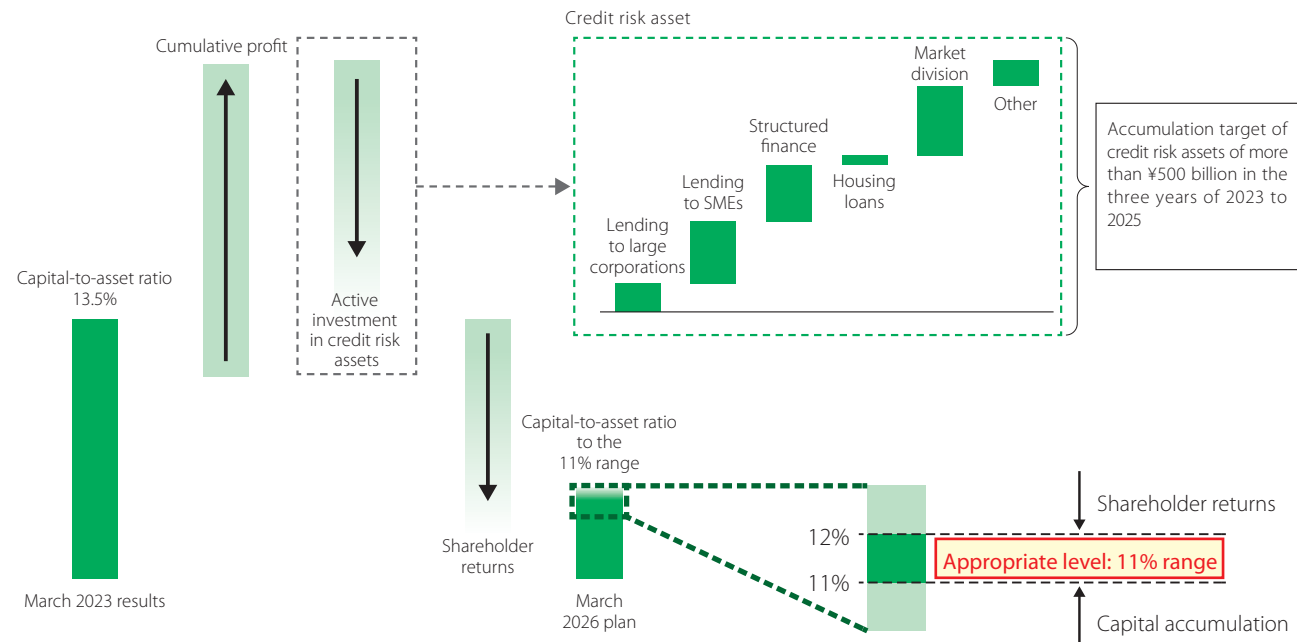 Credit risk asset
Cumulative profit
Market
division
Other
Structured
finance
Housing
loans
Lending
to SMEs
Lending
to large
corporations
Accumulation target of
credit risk assets of more
than ¥500 billion in the
three years of 2023 to
2025
Capital-to-asset ratio
13.5%
Active
investment
in credit risk
assets
Capital-to-asset ratio
to the
11% range
Shareholder
returns
March 2023 results
March
2026 plan
12%
11%
Appropriate level: 11% range
Shareholder returns
Capital accumulation